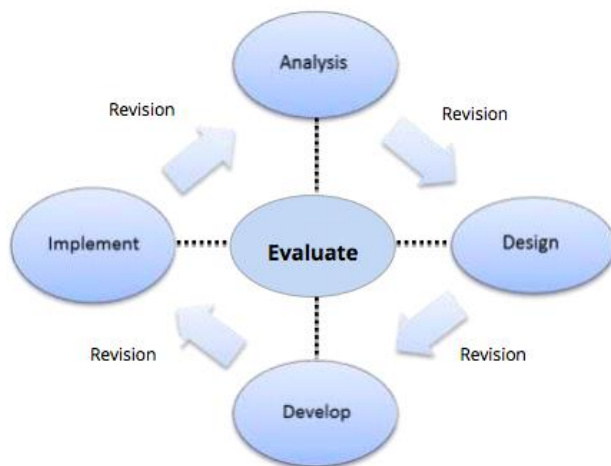 Analysis
Revision
Revision
Implement
Evaluate
Design
Revision
Revision
Develop